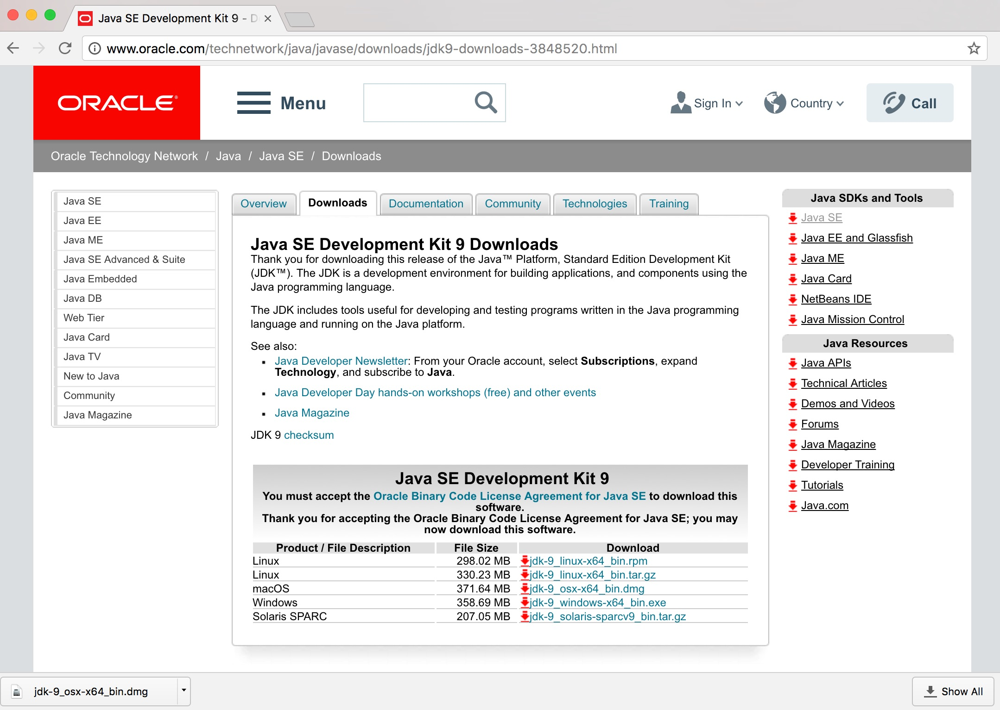 Java SE Development Kit 9 - D
www.oracle.com/technetwork/java/javase/downloads/jdk9-downloads-3848520.html
ORACLE®
Menu
Sign In
Country
Call
Oracle Technology Network / Java / Java SE / Downloads
Java SE
Java EE
Java ME
Java SE Advanced & Suite
Java Embedded
Java DB
Web Tier
Java Card
Java TV
New to Java
Community
Java Magazine
Overview
Downloads
Documentation
Community
Technologies
Training
Java SE Development Kit 9 Downloads
Thank you for downloading this release of the Java™ Platform, Standard Edition Development Kit
(JDK™). The JDK is a development environment for building applications, and components using the
Java programming language.
The JDK includes tools useful for developing and testing programs written in the Java programming
language and running on the Java platform.
See also:
Java Developer Newsletter: From your Oracle account, select Subscriptions, expand
Technology, and subscribe to Java.
Java Developer Day hands-on workshops (free) and other events
Java Magazine
JDK 9 checksum
Java SE Development Kit 9
You must accept the Oracle Binary Code License Agreement for Java SE to download this
software.
Thank you for accepting the Oracle Binary Code License Agreement for Java SE; you may
now download this software.
Product / File Description File Size Download
Linux 298.02 MB jdk-9_linux-x64_bin.rpm
Linux 330.23 MB jdk-9_linux-x64_bin.tar.gz
macOS 371.64 MB jdk-9_osx-x64_bin.dmg
Windows 358.69 MB jdk-9_windows-x64_bin.exe
Solaris SPARC 207.05 MB jdk-9_solaris-sparcv9_bin.tar.gz
Java SDKs and Tools
Java SE
Java EE and Glassfish
Java ME
Java Card
NetBeans IDE
Java Mission Control
Java Resources
Java APIs
Technical Articles
Demos and Videos
Forums
Java Magazine
Developer Training
Tutorials
Java.com
jdk-9_osx-x64_bin.dmg
Show All